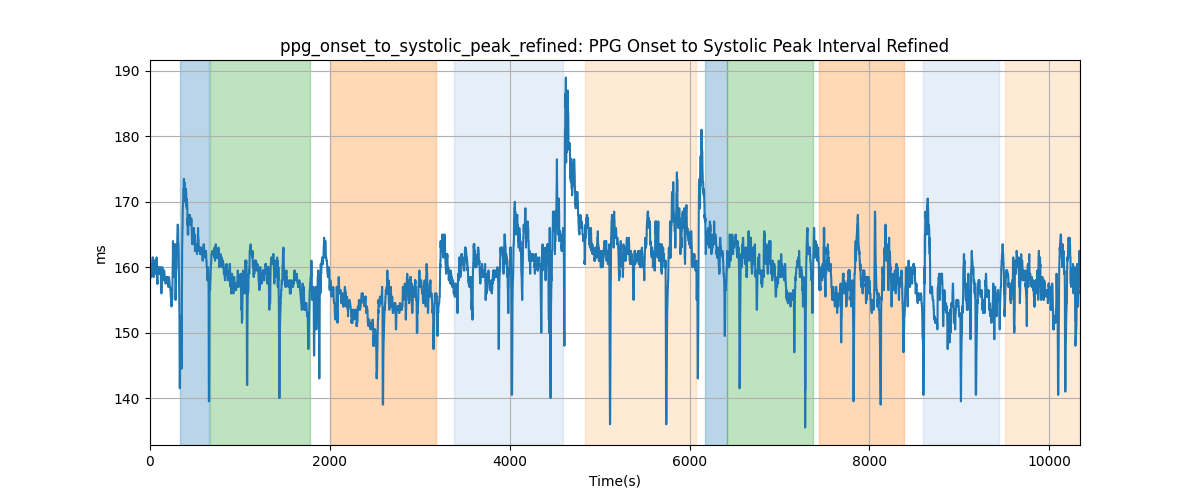 ppg_onset_to_systolic_peak_refined: PPG Onset to Systolic Peak Interval Refined
190
180
170
160
150
140
ms
0 2000 4000 6000 8000 10000
Time(s)